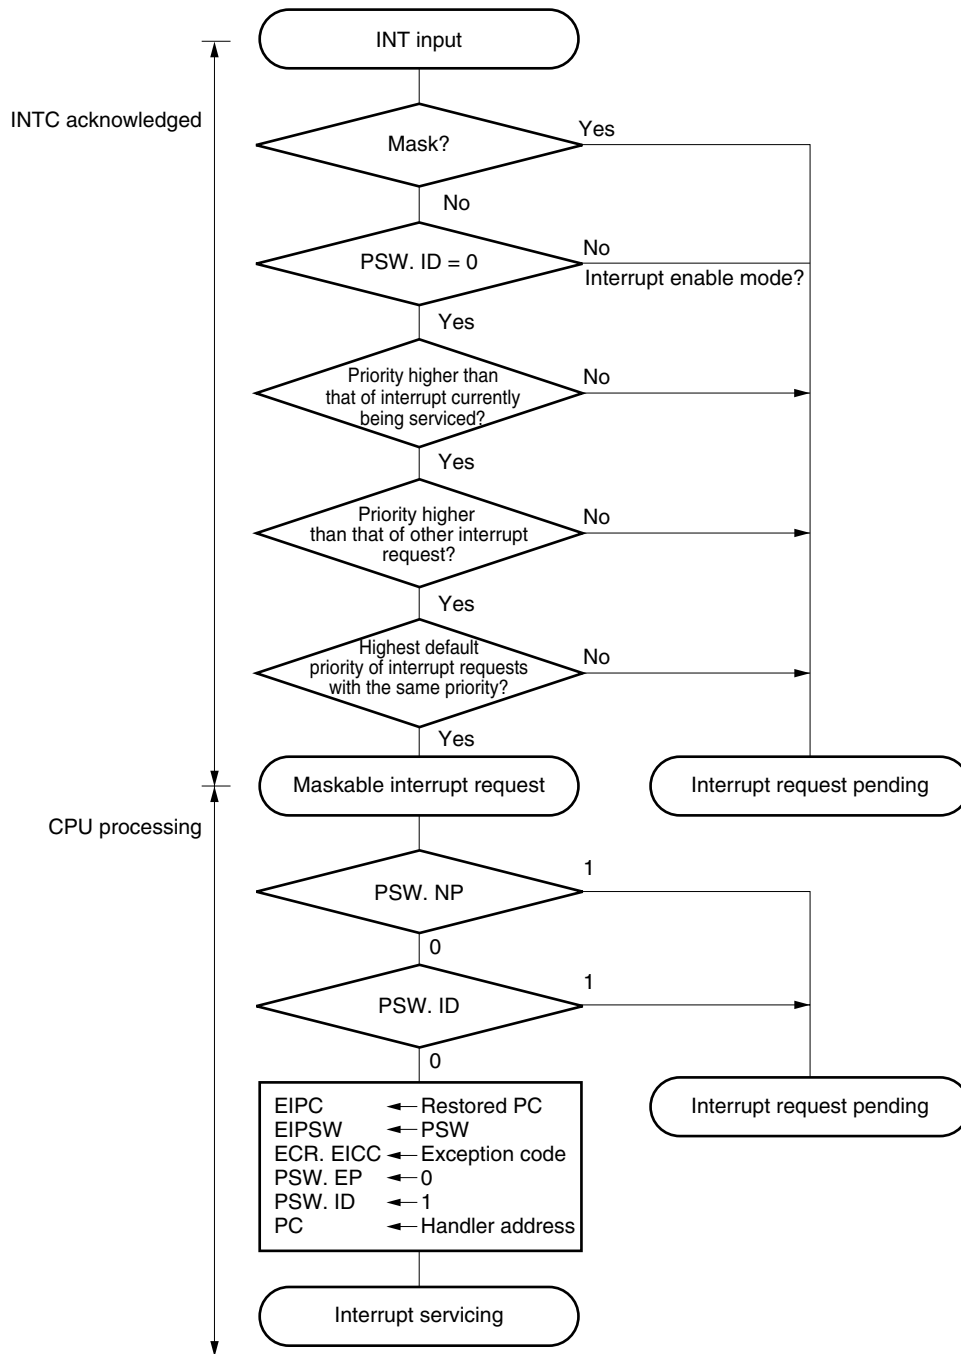 INT input
INTC acknowledged
Mask?
Yes
No
PSW. ID = 0
No
Interrupt enable mode?
Yes
Priority higher than
that of interrupt currently
being serviced?
No
Yes
Priority higher
than that of other interrupt
request?
No
Yes
Highest default
priority of interrupt requests
with the same priority?
No
Yes
Maskable interrupt request
Interrupt request pending
CPU processing
PSW. NP
1
0
PSW. ID
1
0
EIPC ← Restored PC
EIPSW ← PSW
ECR. EICC ← Exception code
PSW. EP ← 0
PSW. ID ← 1
PC ← Handler address
Interrupt request pending
Interrupt servicing